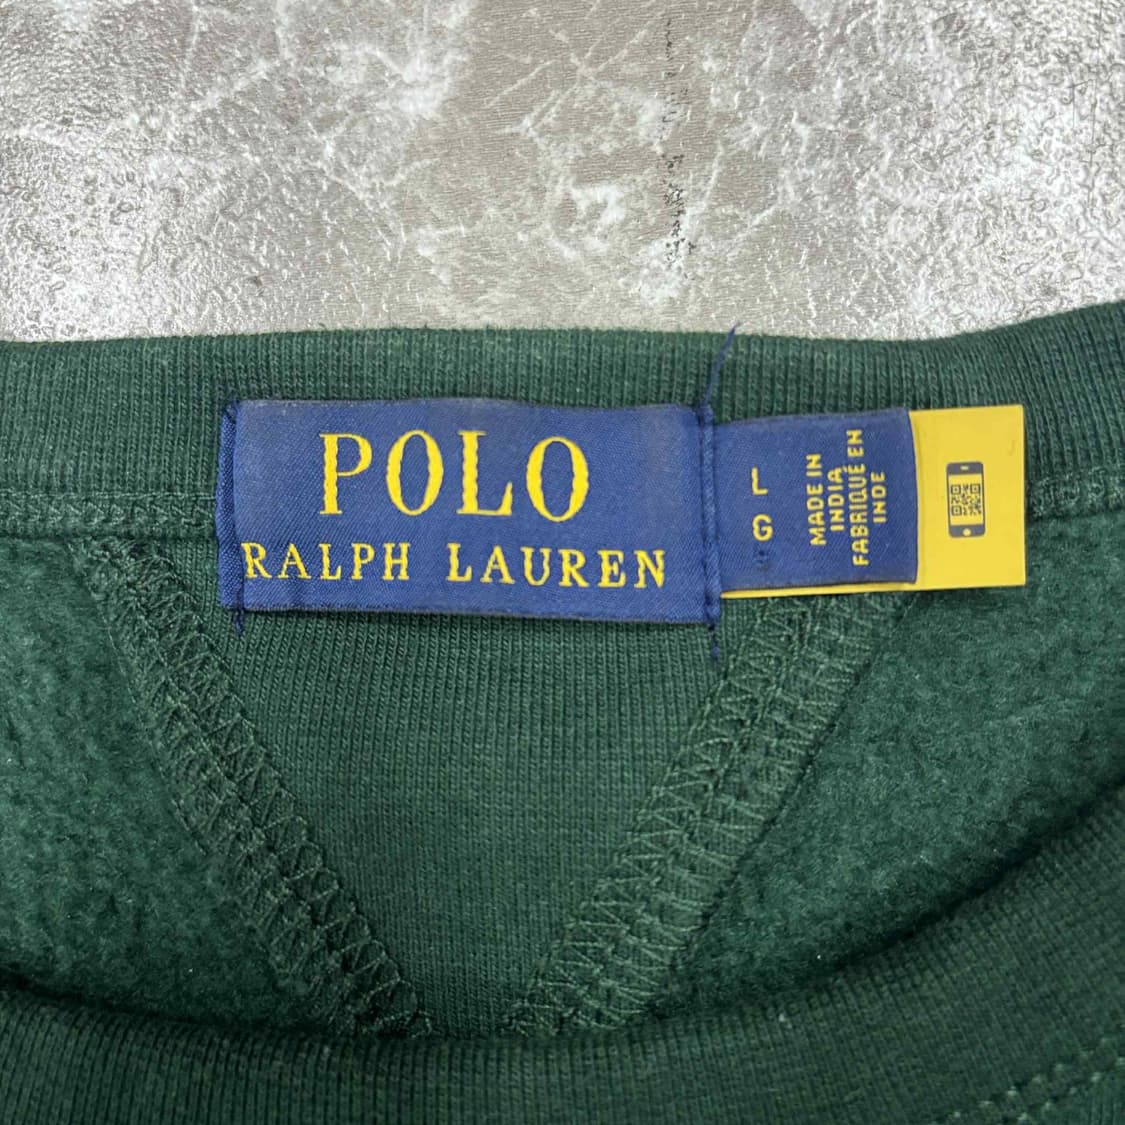 POLO
RALPH LAUREN
L
G
MADE IN
INDIA
FABRIQUÉ EN
INDE